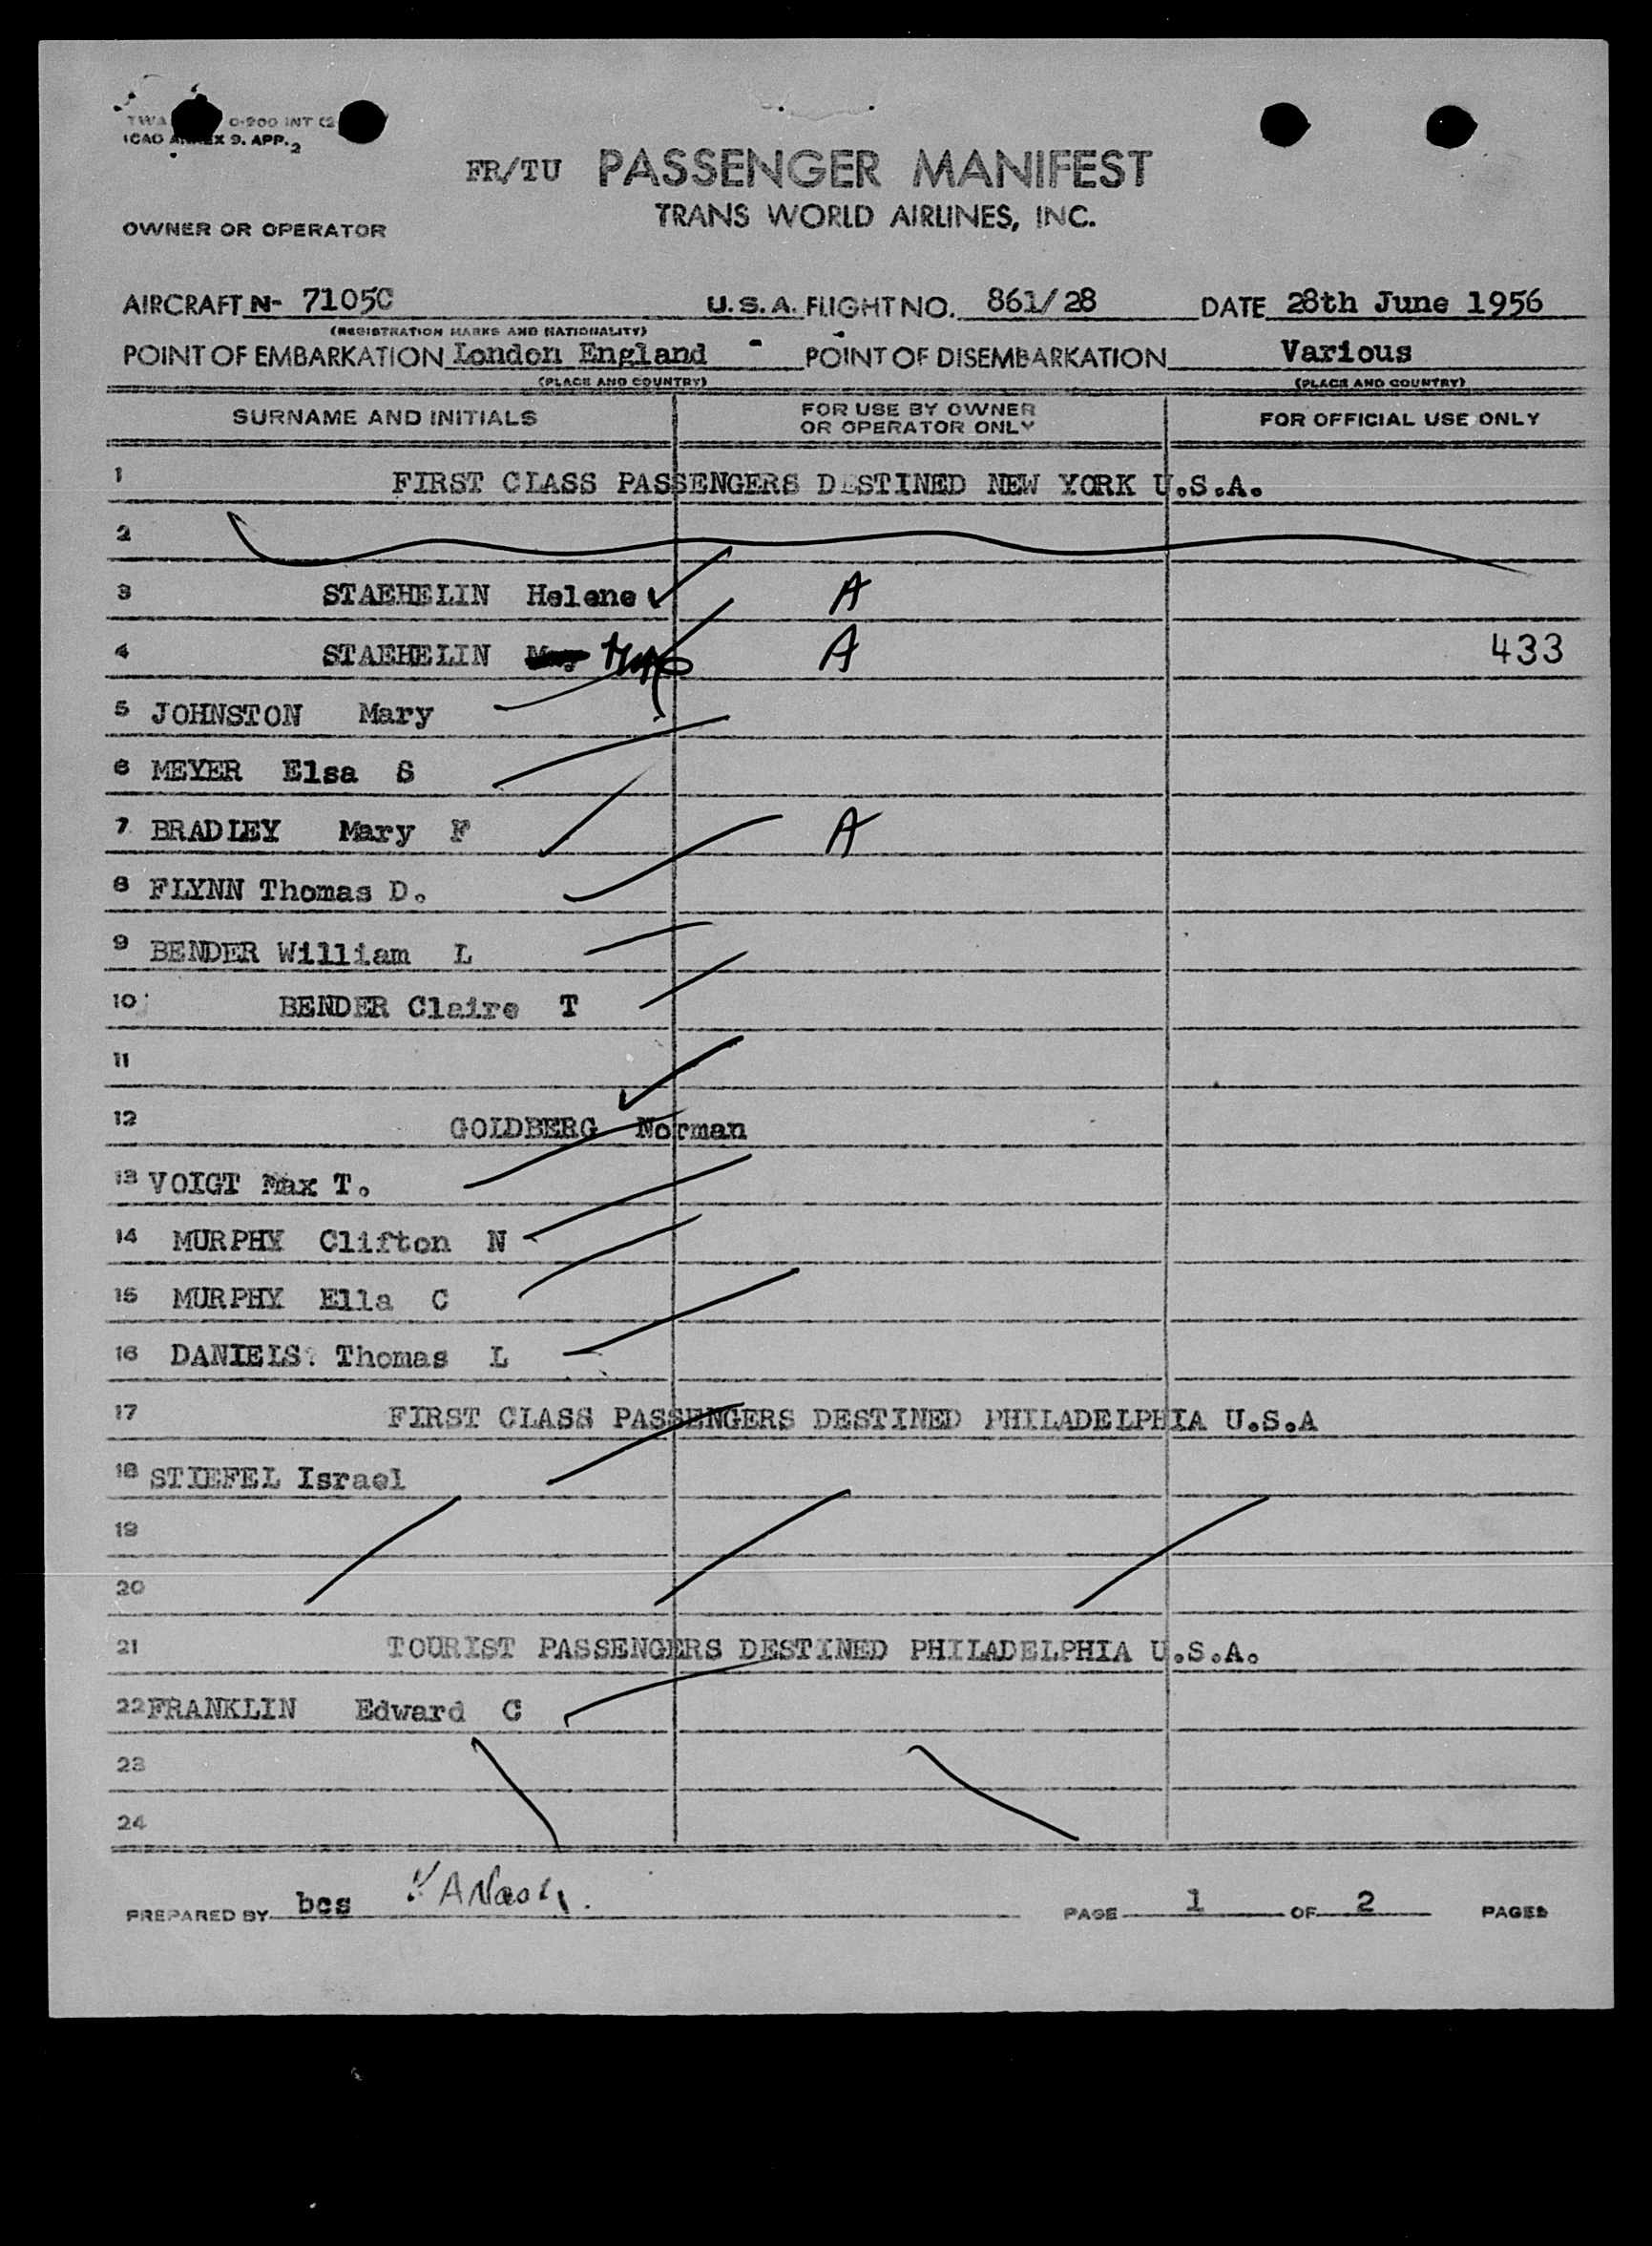 TWA O-200 INT (2
ICAO ANNEX 9. APP. 2
FR/TU PASSENGER MANIFEST
TRANS WORLD AIRLINES, INC.
OWNER OR OPERATOR
AIRCRAFT N- 7105C U.S.A. FLIGHT NO. 861/28 DATE 28th June 1956
(REGISTRATION MARKS AND NATIONALITY)
POINT OF EMBARKATION London England - POINT OF DISEMBARKATION Various
(PLACE AND COUNTRY) (PLACE AND COUNTRY)
SURNAME AND INITIALS FOR USE BY OWNER OR OPERATOR ONLY FOR OFFICIAL USE ONLY
1 FIRST CLASS PASSENGERS DESTINED NEW YORK U.S.A.
2
3 STAEHELIN Helene A
4 STAEHELIN A 433
5 JOHNSTON Mary
6 MEYER Elsa S
7 BRADLEY Mary F A
8 FLYNN Thomas D.
9 BENDER William L
10 BENDER Claire T
11
12 GOLDBERG Norman
13 VOIGT Max T.
14 MURPHY Clifton N
15 MURPHY Ella C
16 DANIELS. Thomas L
17 FIRST CLASS PASSENGERS DESTINED PHILADELPHIA U.S.A
18 STIEFEL Israel
19
20
21 TOURIST PASSENGERS DESTINED PHILADELPHIA U.S.A.
22 FRANKLIN Edward C
23
24
PREPARED BY bcs PAGE 1 OF 2 PAGES